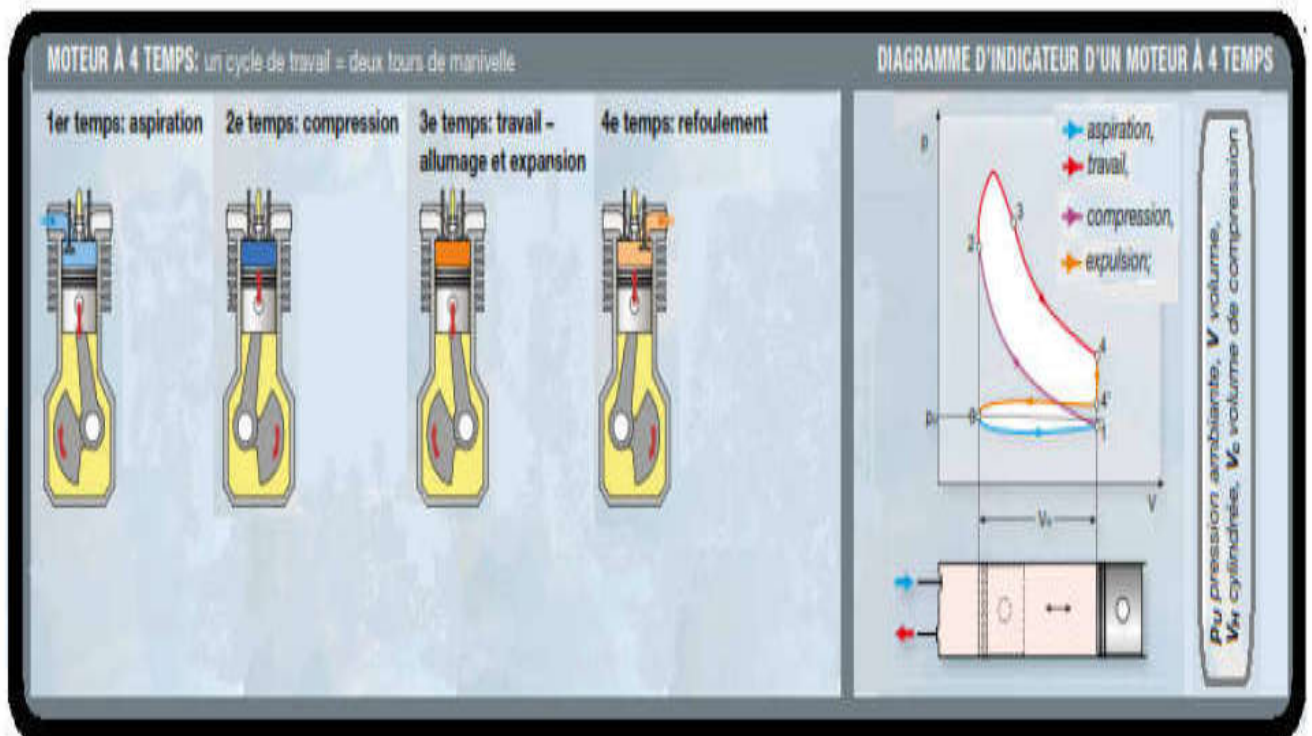 MOTEUR À 4 TEMPS: un cycle de travail = deux tours de manivelle
1er temps: aspiration
2e temps: compression
3e temps: travail –
allumage et expansion
4e temps: refoulement
DIAGRAMME D'INDICATEUR D'UN MOTEUR À 4 TEMPS
p
aspiration,
travail,
compression,
expulsion;
2
3
4
1
V
Pu pression ambiante, V volume,
VH cylindrée, Vc volume de compression